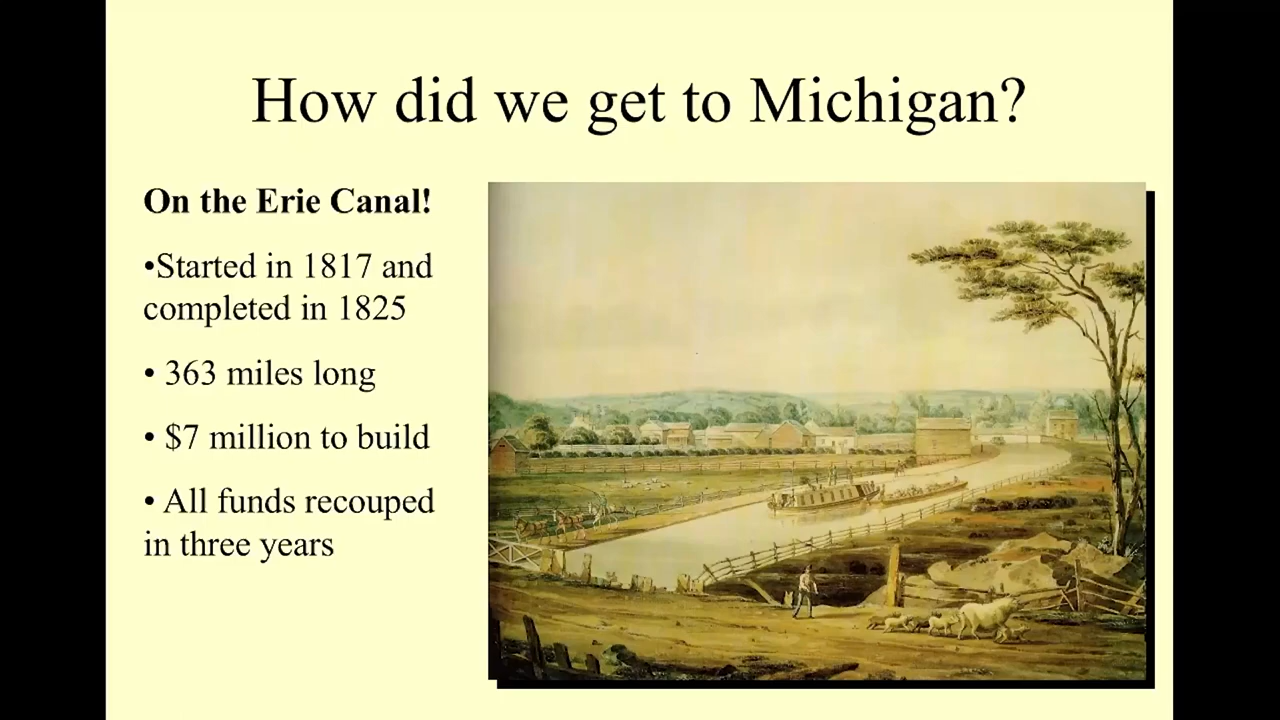 How did we get to Michigan?
On the Erie Canal!
•Started in 1817 and
completed in 1825
• 363 miles long
• $7 million to build
• All funds recouped
in three years